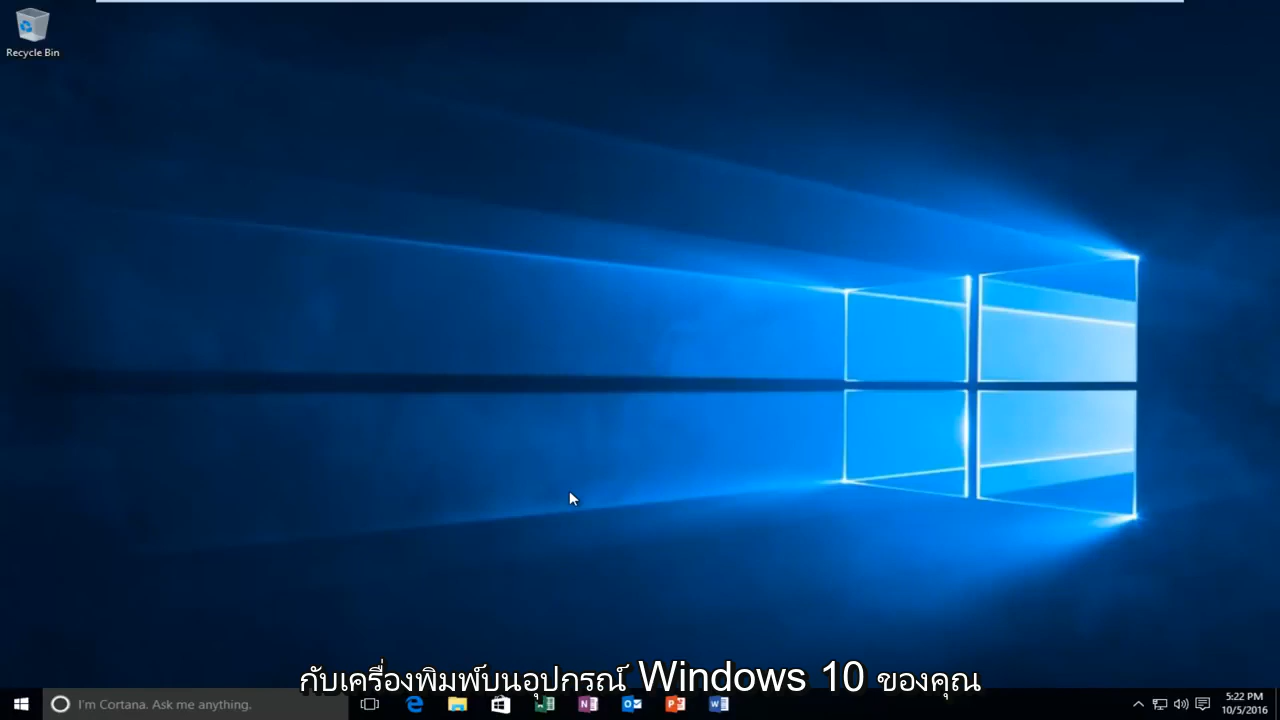 Recycle Bin
กับเครื่องพิมพ์บนอุปกรณ์ Windows 10 ของคุณ
I'm Cortana. Ask me anything.
5:22 PM
10/5/2016